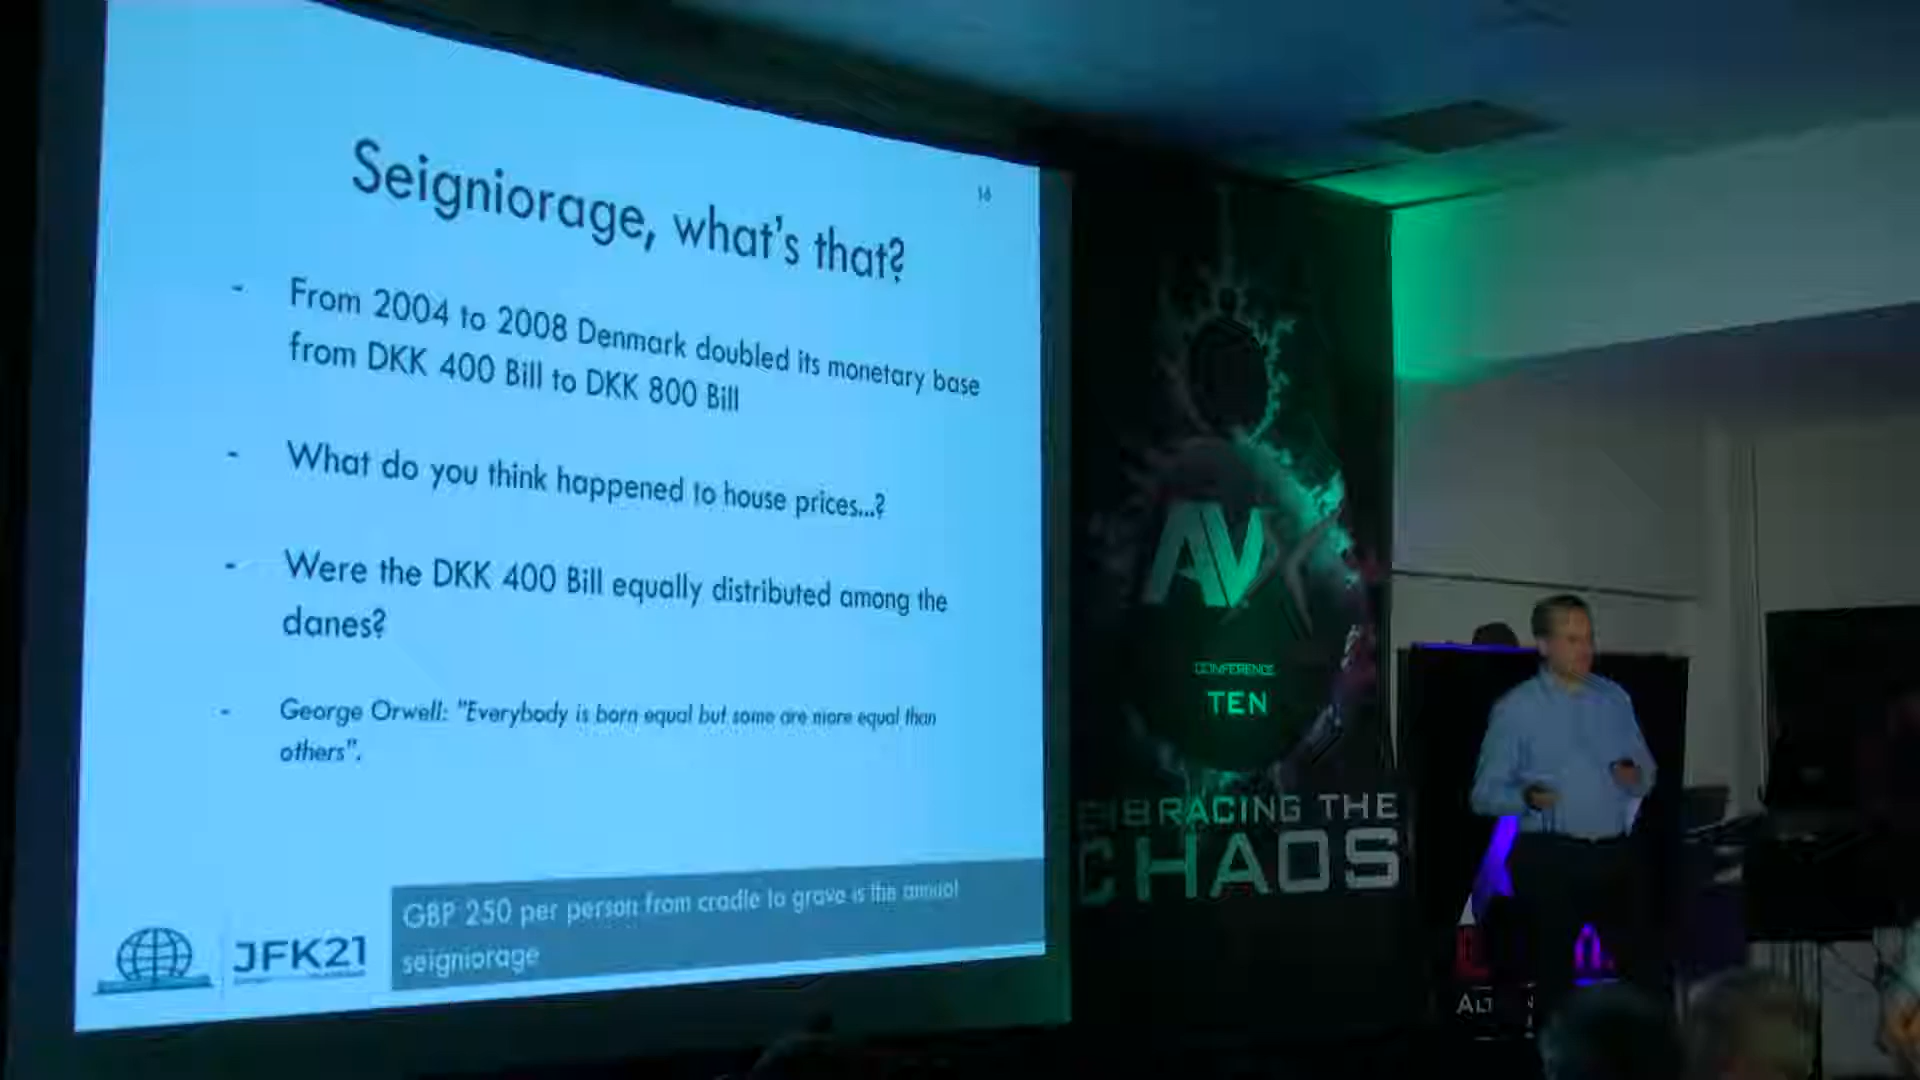 Seigniorage, what's that?
16
- From 2004 to 2008 Denmark doubled its monetary base
from DKK 400 Bill to DKK 800 Bill
- What do you think happened to house prices...?
- Were the DKK 400 Bill equally distributed among the
danes?
- George Orwell: "Everybody is born equal but some are more equal than
others".
GBP 250 per person from cradle to grave is the annual
seigniorage
JFK21
AVX
CONFERENCE
TEN
EMBRACING THE
CHAOS